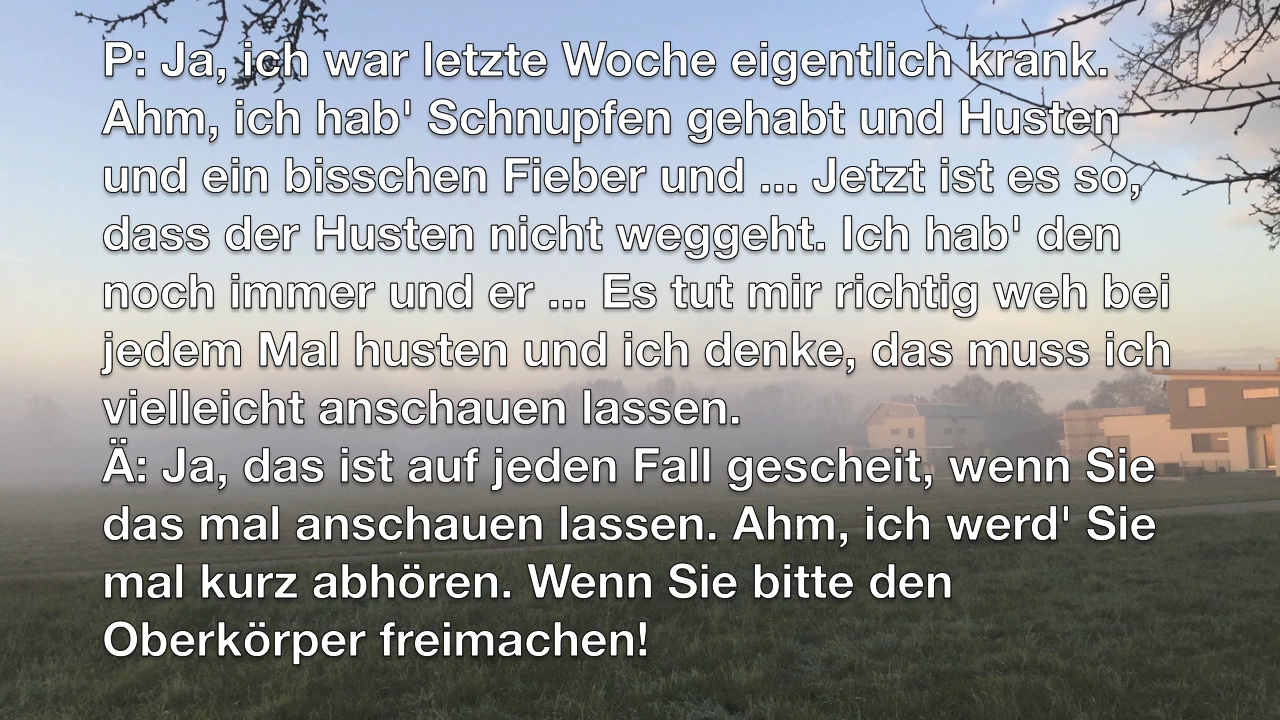 P: Ja, ich war letzte Woche eigentlich krank.
Ahm, ich hab' Schnupfen gehabt und Husten
und ein bisschen Fieber und ... Jetzt ist es so,
dass der Husten nicht weggeht. Ich hab' den
noch immer und er ... Es tut mir richtig weh bei
jedem Mal husten und ich denke, das muss ich
vielleicht anschauen lassen.
Ä: Ja, das ist auf jeden Fall gescheit, wenn Sie
das mal anschauen lassen. Ahm, ich werd' Sie
mal kurz abhören. Wenn Sie bitte den
Oberkörper freimachen!